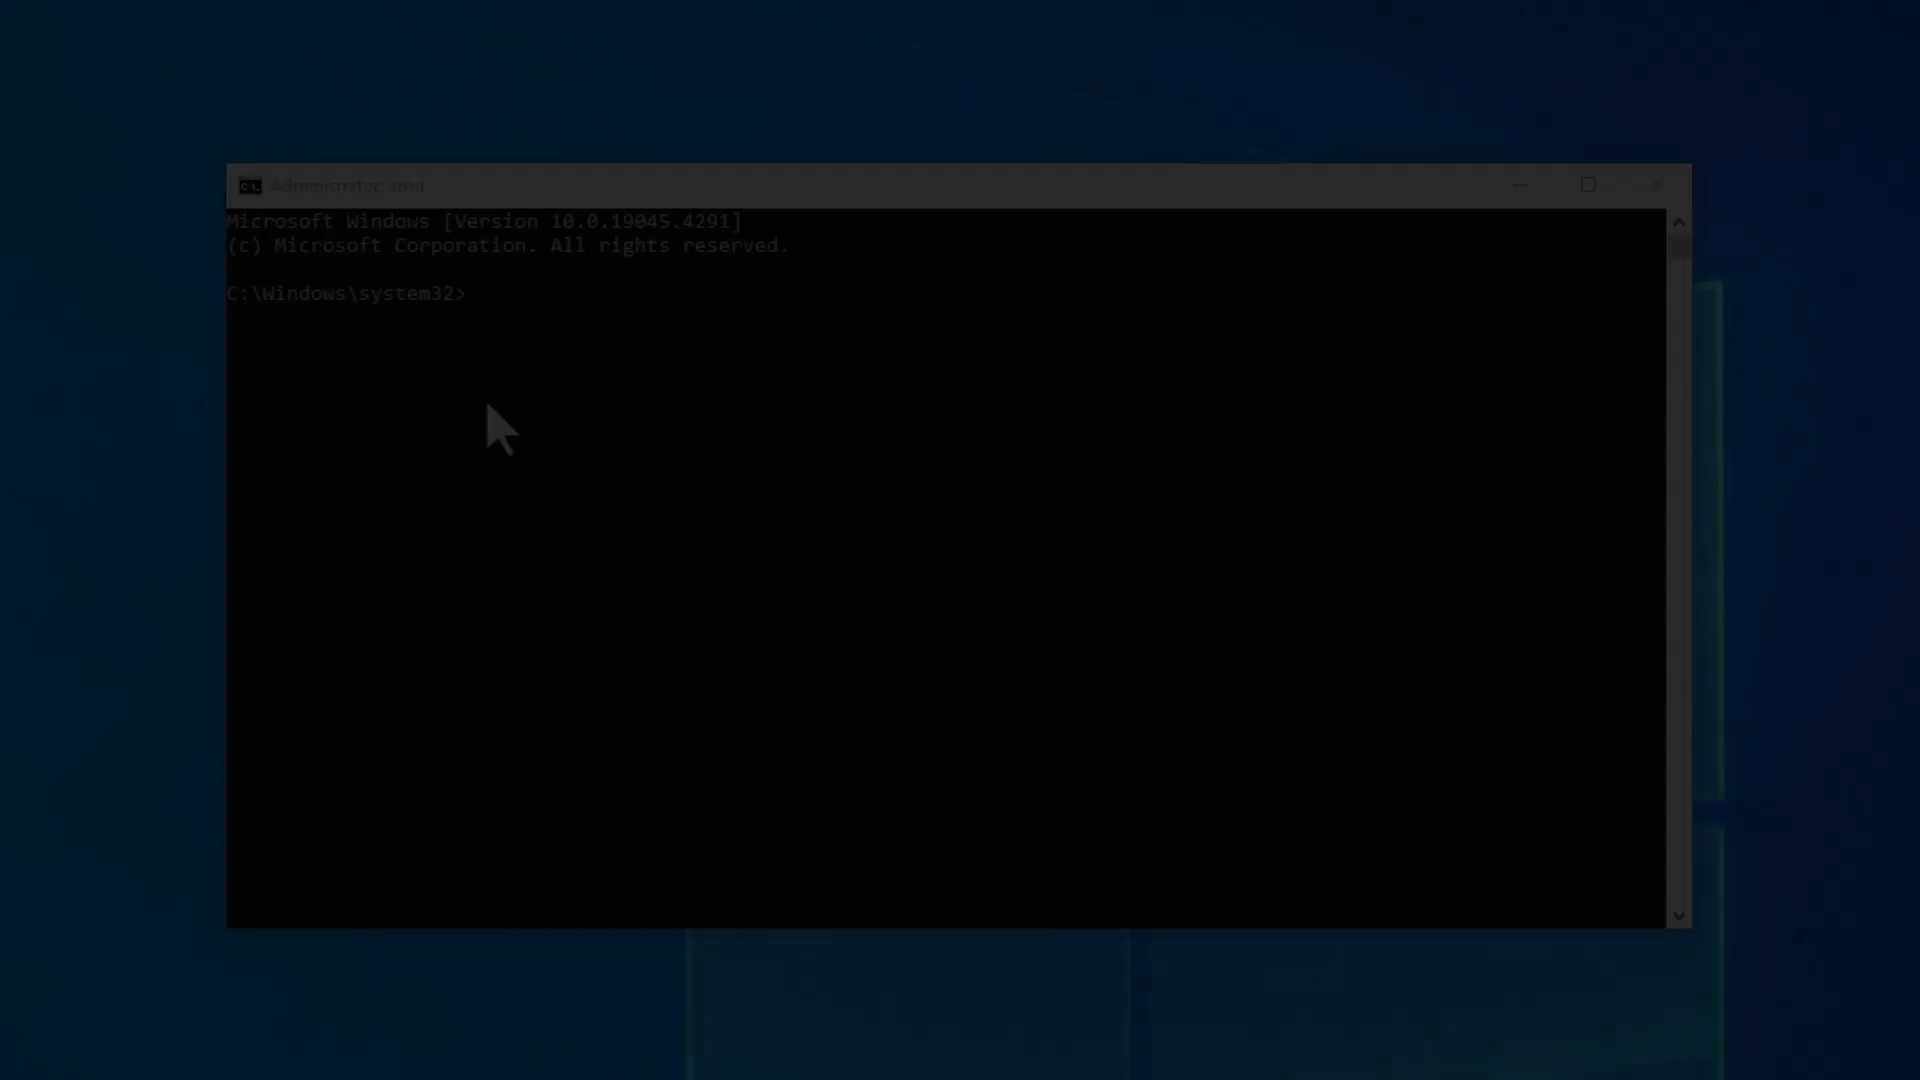 Administrator: cmd
Microsoft Windows [Version 10.0.19045.4291]
(c) Microsoft Corporation. All rights reserved.
C:\Windows\system32>